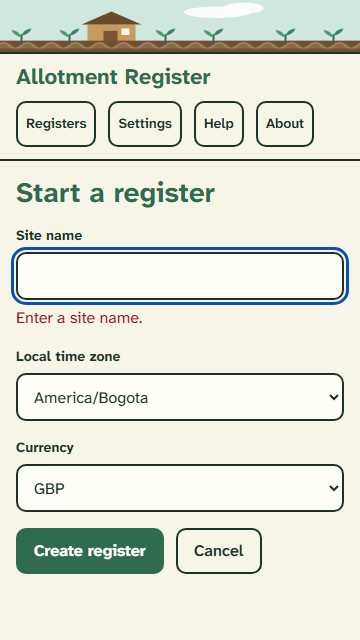 Allotment Register
Registers Settings Help About
Start a register
Site name
Enter a site name.
Local time zone
America/Bogota
Currency
GBP
Create register Cancel